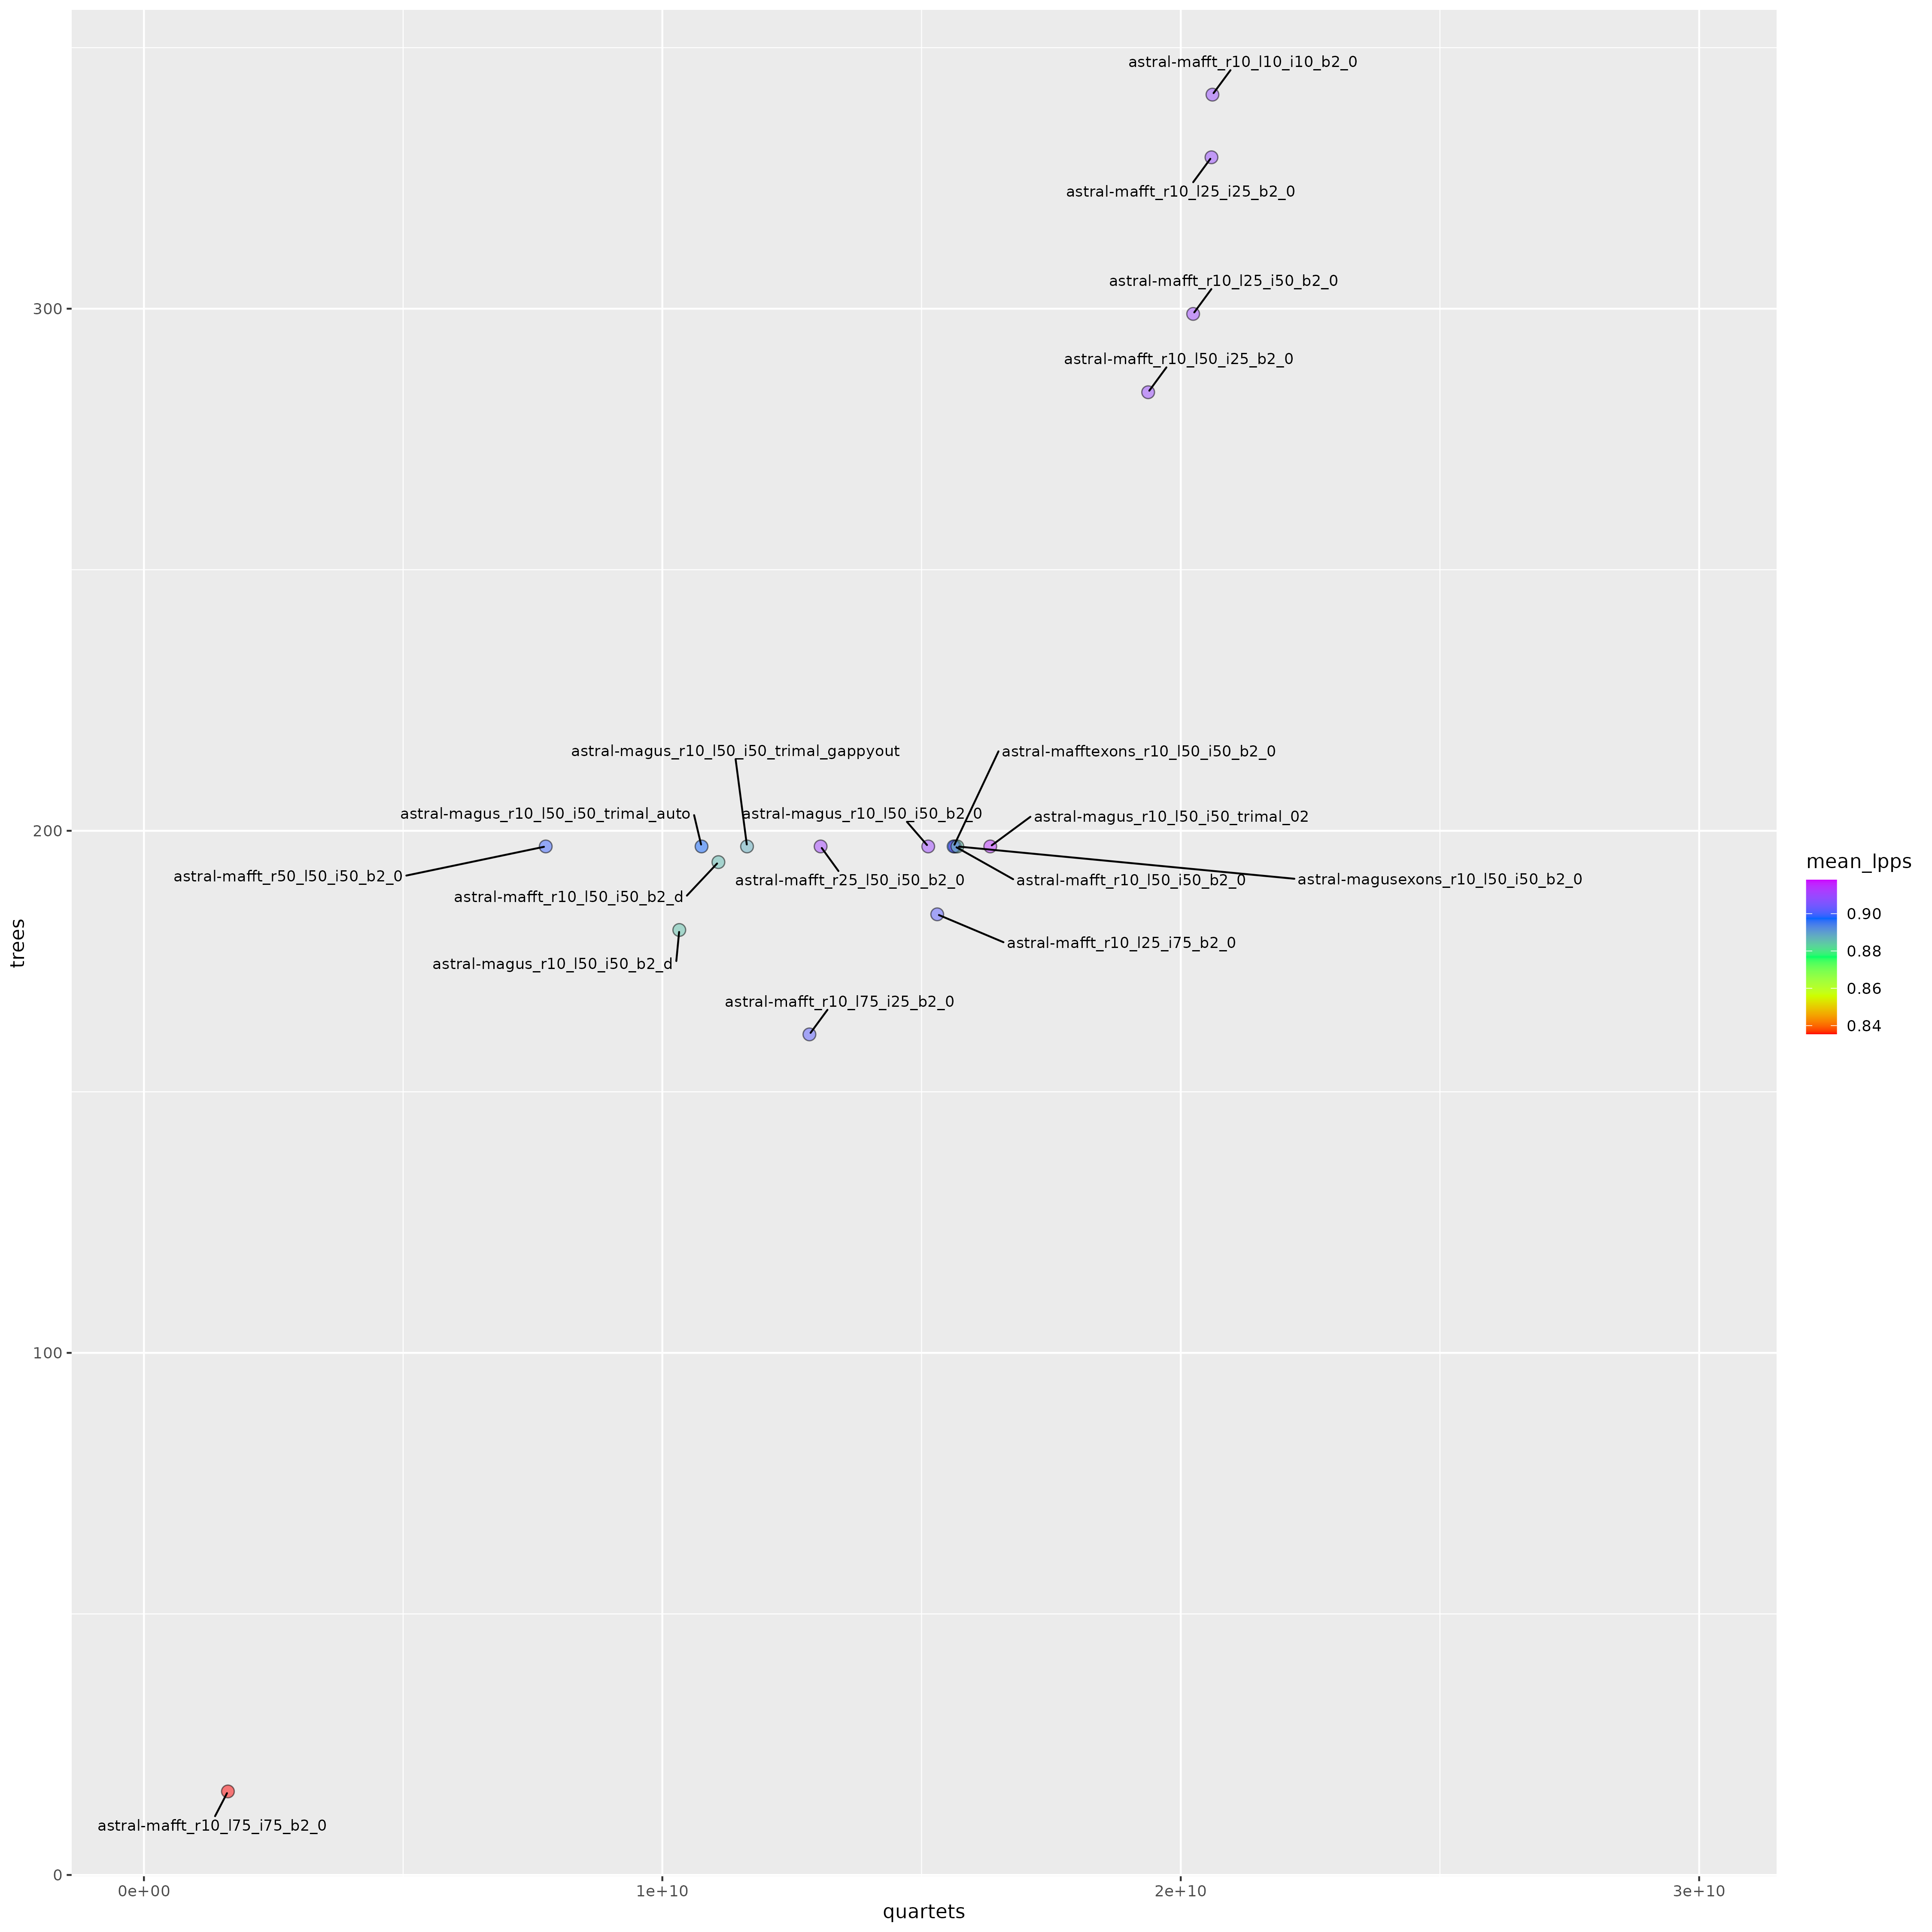 astral-mafft_r10_l10_i10_b2_0
astral-mafft_r10_l25_i25_b2_0
astral-mafft_r10_l25_i50_b2_0
300
astral-mafft_r10_l50_i25_b2_0
astral-magus_r10_l50_i50_trimal_gappyout
astral-mafftexons_r10_l50_i50_b2_0
astral-magus_r10_l50_i50_trimal_auto
astral-magus_r10_l50_i50_b2_0
astral-magus_r10_l50_i50_trimal_02
200
astral-mafft_r50_l50_i50_b2_0
astral-mafft_r25_l50_i50_b2_0
astral-mafft_r10_l50_i50_b2_0
astral-magusexons_r10_l50_i50_b2_0
astral-mafft_r10_l50_i50_b2_d
astral-mafft_r10_l25_i75_b2_0
astral-magus_r10_l50_i50_b2_d
astral-mafft_r10_l75_i25_b2_0
mean_lpps
0.90
0.88
0.86
0.84
trees
100
astral-mafft_r10_l75_i75_b2_0
0
0e+00
1e+10
2e+10
3e+10
quartets